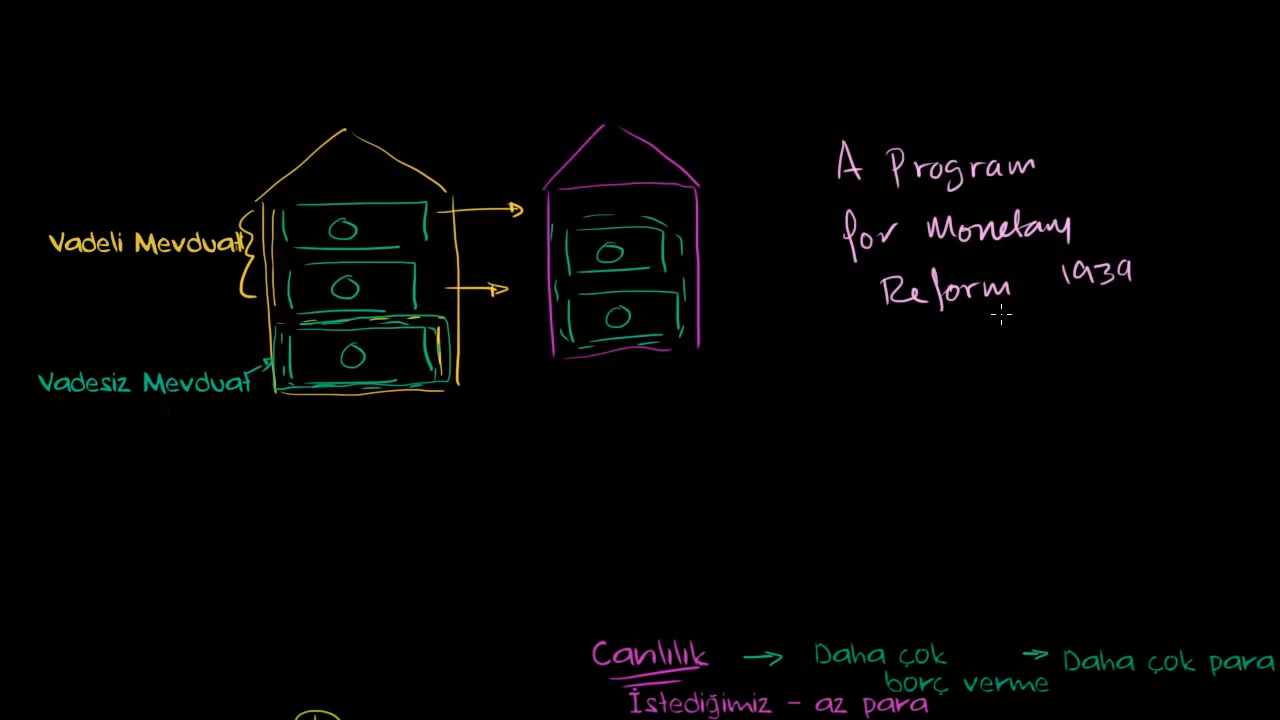 Vadeli Mevduat
Vadesiz Mevduat
A Program
for Monetary
Reform 1939
Canlılık → Daha çok → Daha çok para
borç verme
İstediğimiz - az para